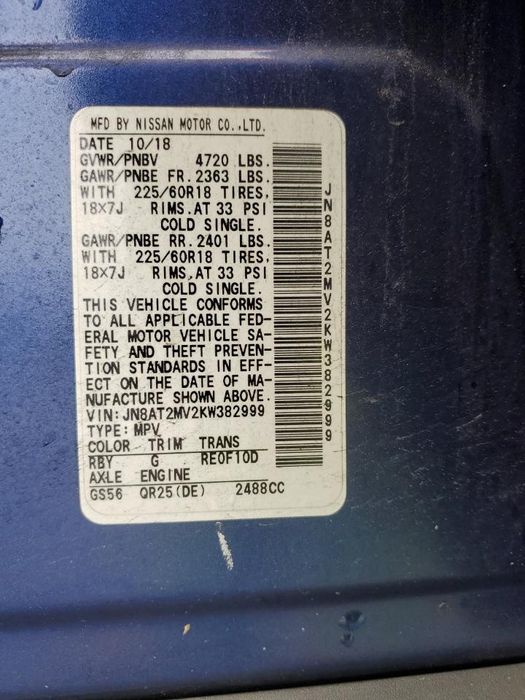 MFD BY NISSAN MOTOR CO.,LTD.
DATE 10/18
GVWR/PNBV 4720 LBS.
GAWR/PNBE FR. 2363 LBS.
WITH 225/60R18 TIRES,
18X7J RIMS,AT 33 PSI
COLD SINGLE.
GAWR/PNBE RR. 2401 LBS.
WITH 225/60R18 TIRES,
18X7J RIMS,AT 33 PSI
COLD SINGLE.
THIS VEHICLE CONFORMS
TO ALL APPLICABLE FED-
ERAL MOTOR VEHICLE SA-
FETY AND THEFT PREVEN-
TION STANDARDS IN EFF-
ECT ON THE DATE OF MA-
NUFACTURE SHOWN ABOVE.
VIN:JN8AT2MV2KW382999
TYPE:MPV
COLOR TRIM TRANS
RBY G RE0F10D
AXLE ENGINE
GS56 QR25(DE) 2488CC
JN8AT2MV2KW382999